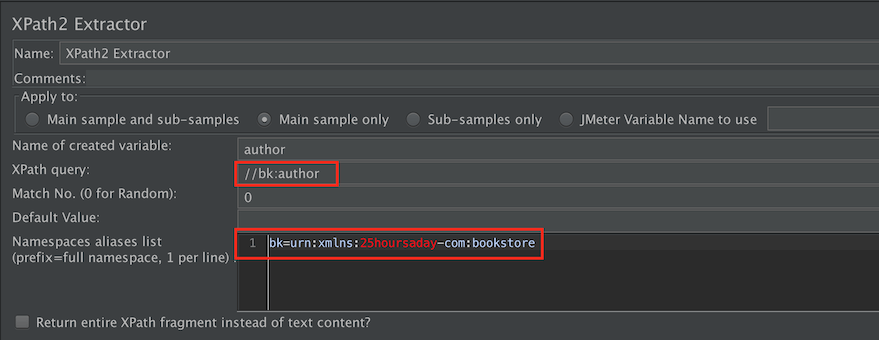 XPath2 Extractor
Name: XPath2 Extractor
Comments:
Apply to:
Main sample and sub-samples Main sample only Sub-samples only JMeter Variable Name to use
Name of created variable: author
XPath query: //bk:author
Match No. (0 for Random): 0
Default Value:
Namespaces aliases list
(prefix=full namespace, 1 per line) 1 bk=urn:xmlns:25hoursaday-com:bookstore
Return entire XPath fragment instead of text content?